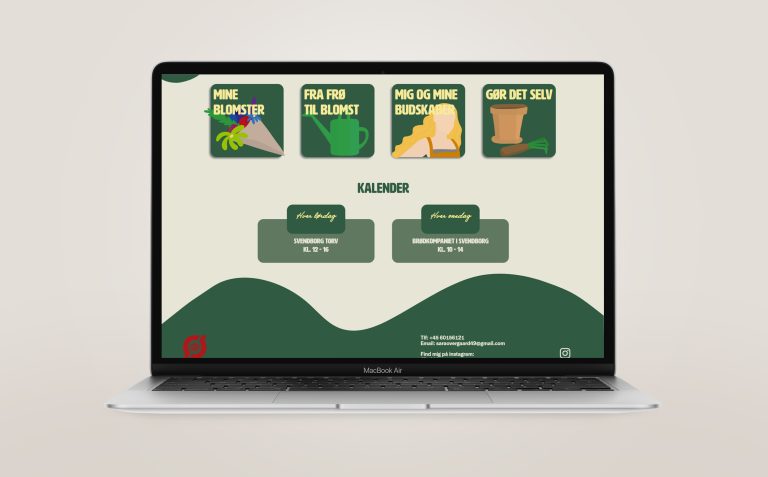 MINE
BLOMSTER
FRA FRØ
TIL BLOMST
MIG OG MINE
BUDSKABER
GØR DET SELV
KALENDER
Hver lørdag
SVENDBORG TORV
KL. 12 - 16
Hver onsdag
BRØDKOMPANIET I SVENDBORG
KL. 10 - 14
Tlf: +45 60156121
Email: saraovergaard49@gmail.com
Find mig på instagram:
MacBook Air